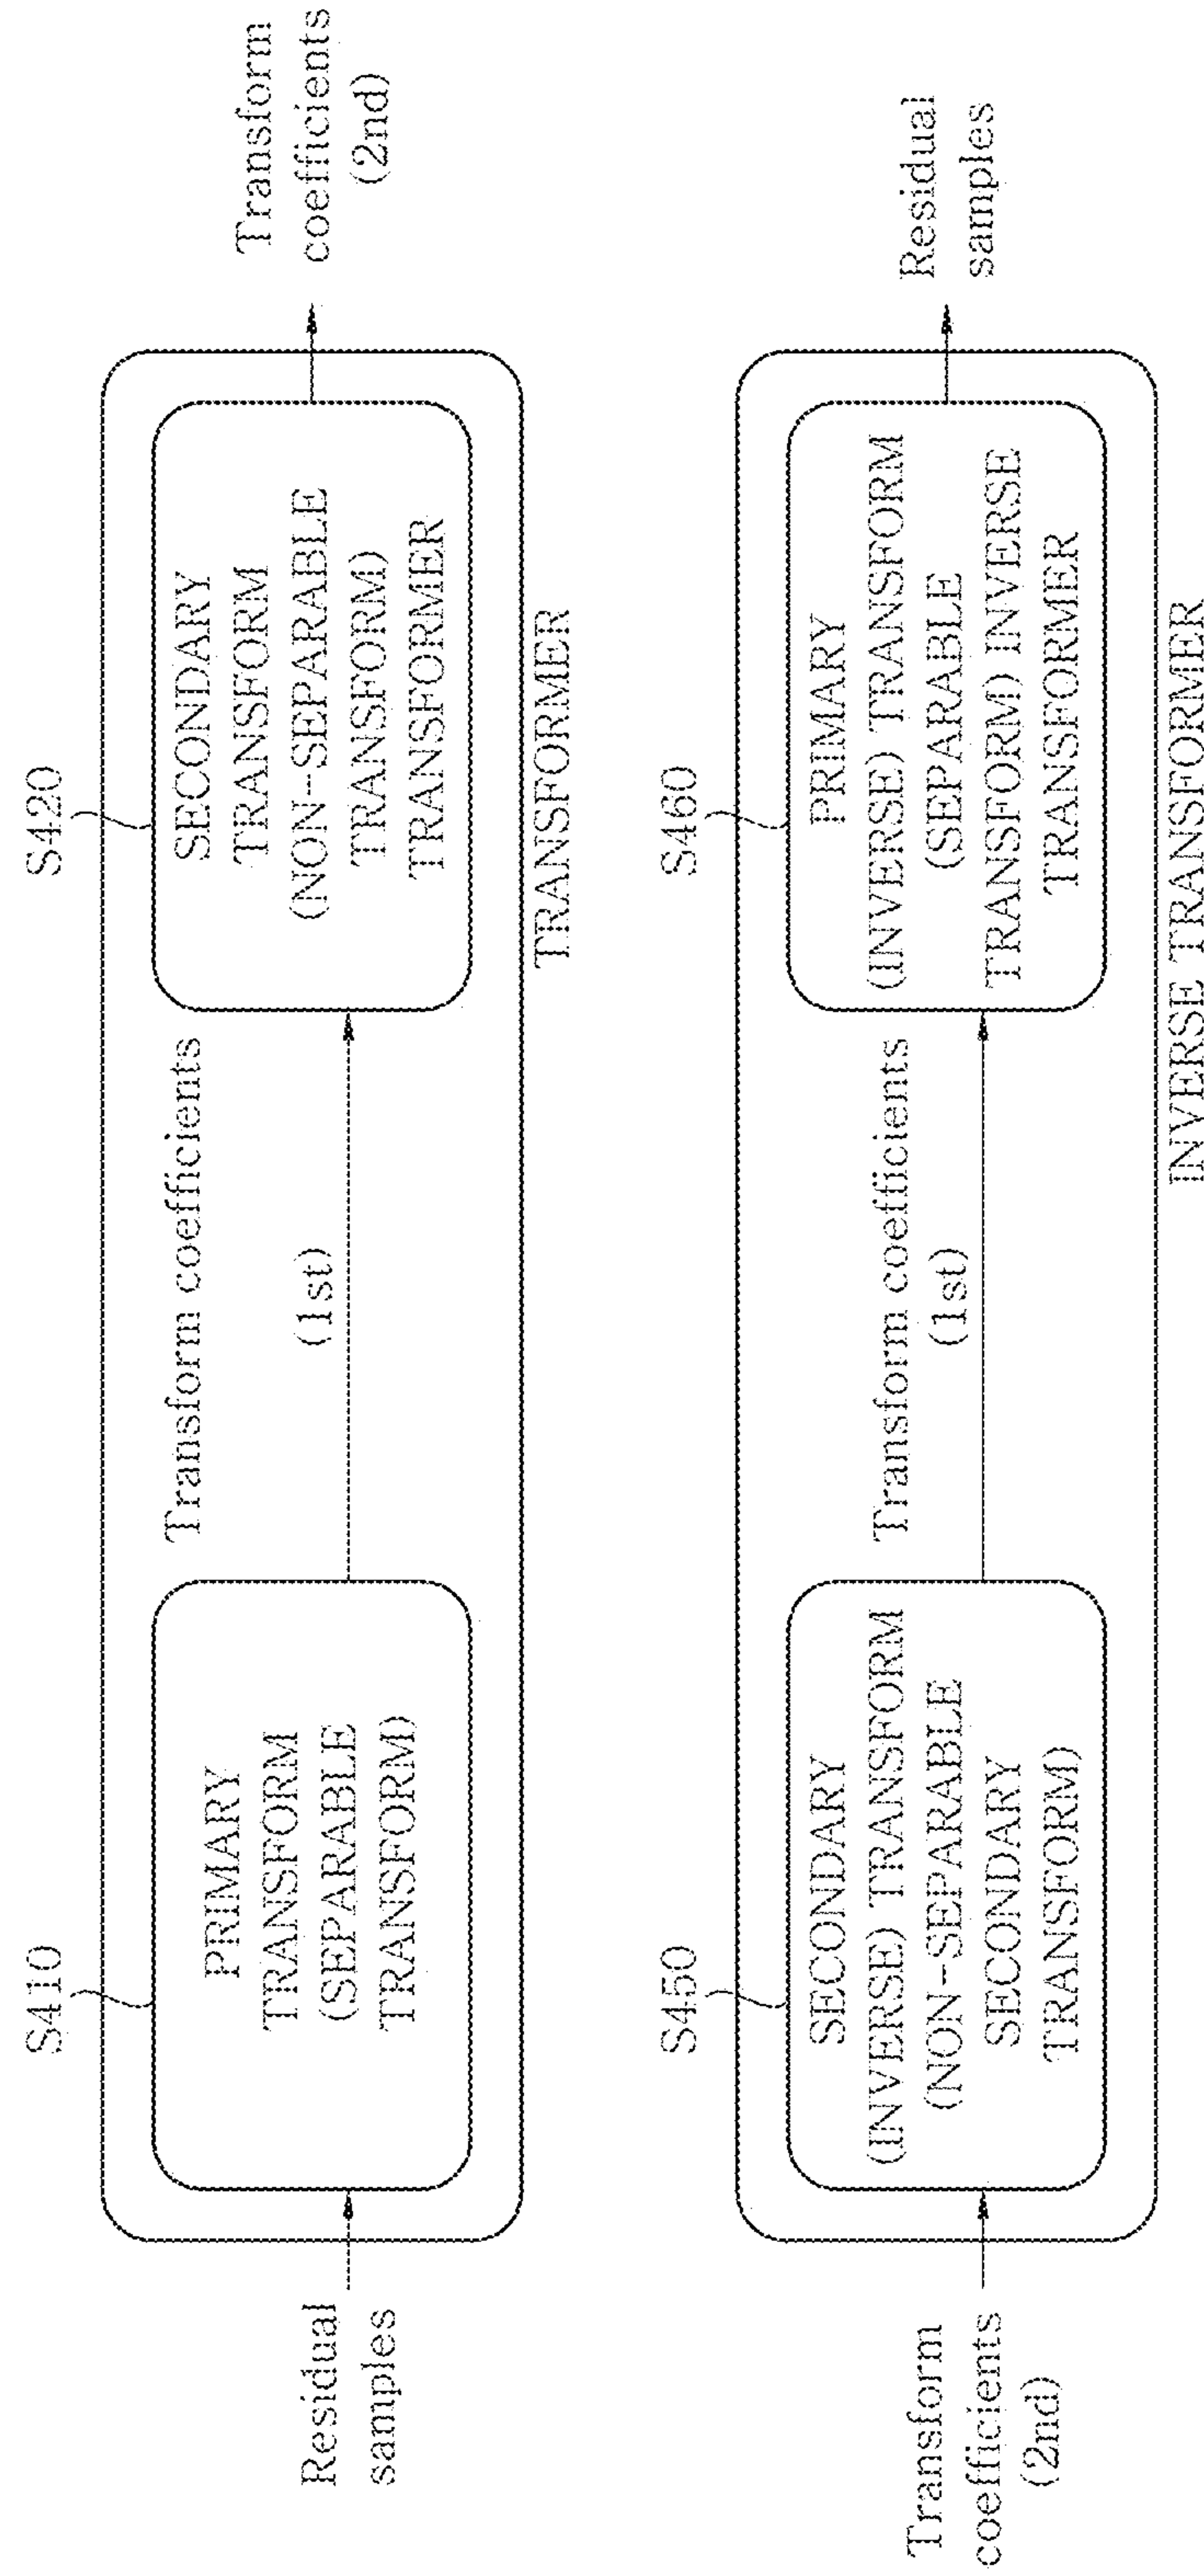 S410
S420
Residual
samples
PRIMARY
TRANSFORM
(SEPARABLE
TRANSFORM)
Transform coefficients
(1st)
SECONDARY
TRANSFORM
(NON-SEPARABLE
TRANSFORM)
TRANSFORMER
Transform
coefficients
(2nd)
TRANSFORMER
S450
S460
Transform
coefficients
(2nd)
SECONDARY
(INVERSE) TRANSFORM
(NON-SEPARABLE
SECONDARY
TRANSFORM)
Transform coefficients
(1st)
PRIMARY
(INVERSE) TRANSFORM
(SEPARABLE
TRANSFORM) INVERSE
TRANSFORMER
Residual
samples
INVERSE TRANSFORMER